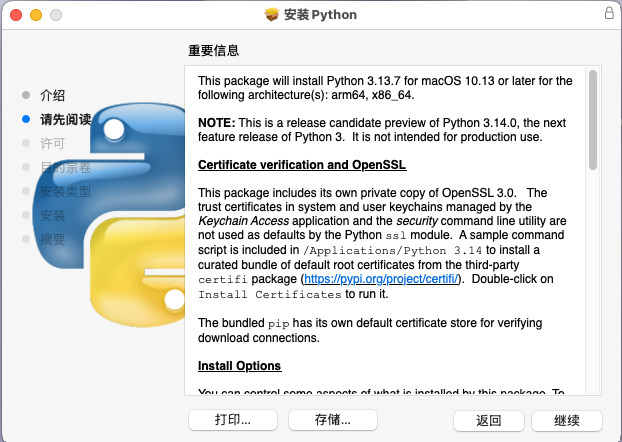 安装 Python
重要信息
介绍
请先阅读
许可
目的宗卷
安装类型
安装
摘要
This package will install Python 3.13.7 for macOS 10.13 or later for the
following architecture(s): arm64, x86_64.
NOTE: This is a release candidate preview of Python 3.14.0, the next
feature release of Python 3.  It is not intended for production use.
Certificate verification and OpenSSL
This package includes its own private copy of OpenSSL 3.0.   The
trust certificates in system and user keychains managed by the
Keychain Access application and the security command line utility are
not used as defaults by the Python ssl module.  A sample command
script is included in /Applications/Python 3.14 to install a
curated bundle of default root certificates from the third-party
certifi package (https://pypi.org/project/certifi/).  Double-click on
Install Certificates to run it.
The bundled pip has its own default certificate store for verifying
download connections.
Install Options
You can control some aspects of what is installed by this package. To
打印...
存储...
返回
继续